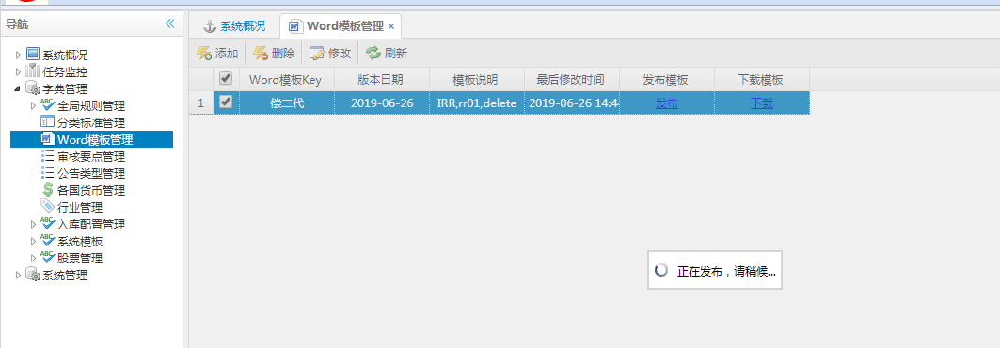 导航
系统概况
任务监控
字典管理
全局规则管理
分类标准管理
Word模板管理
审核要点管理
公告类型管理
各国货币管理
行业管理
入库配置管理
系统模板
股票管理
系统管理
系统概况 Word模板管理
添加 删除 修改 刷新
Word模板Key 版本日期 模板说明 最后修改时间 发布模板 下载模板
1 偿二代 2019-06-26 IRR,rr01,delete 2019-06-26 14:4 发布 下载
正在发布，请稍候...